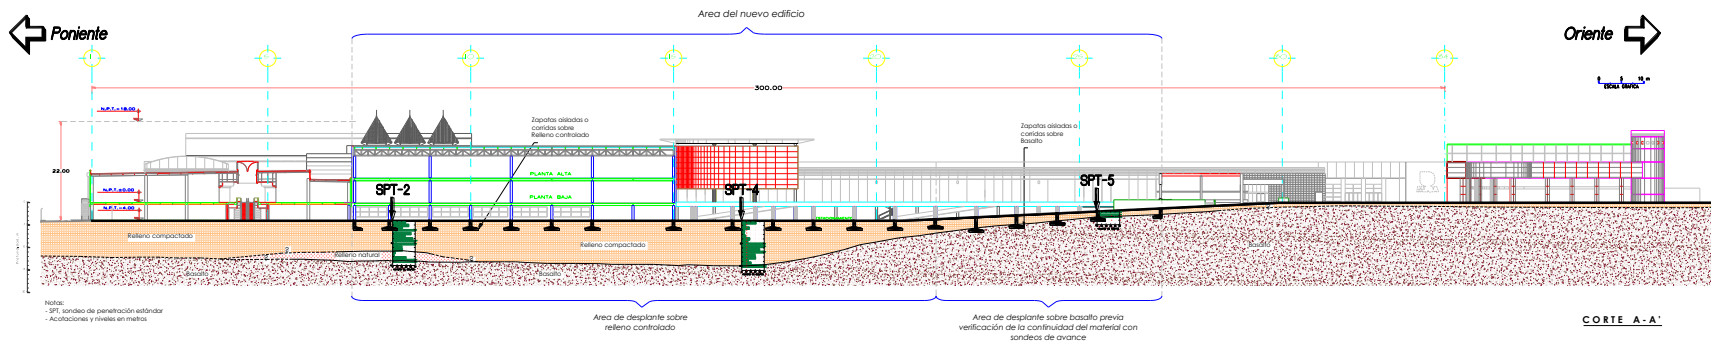 Area del nuevo edificio
Poniente
Oriente
300.00
ESCALA GRAFICA
N.P.T.=+18.00
Zapatas aisladas o
corridas sobre
Relleno controlado
Zapatas aisladas o
corridas sobre
Basalto
22.00
PLANTA ALTA
SPT-2
SPT-4
SPT-5
N.P.T.=±0.00
PLANTA BAJA
N.P.T.=-4.00
ESTACIONAMIENTO
Relleno compactado
Relleno compactado
Basalto
?
Relleno natural
?
Basalto
Basalto
Notas:
- SPT, sondeo de penetración estándar
- Acotaciones y niveles en metros
Area de desplante sobre
relleno controlado
Area de desplante sobre basalto previa
verificación de la continuidad del material con
sondeos de avance
CORTE A-A'